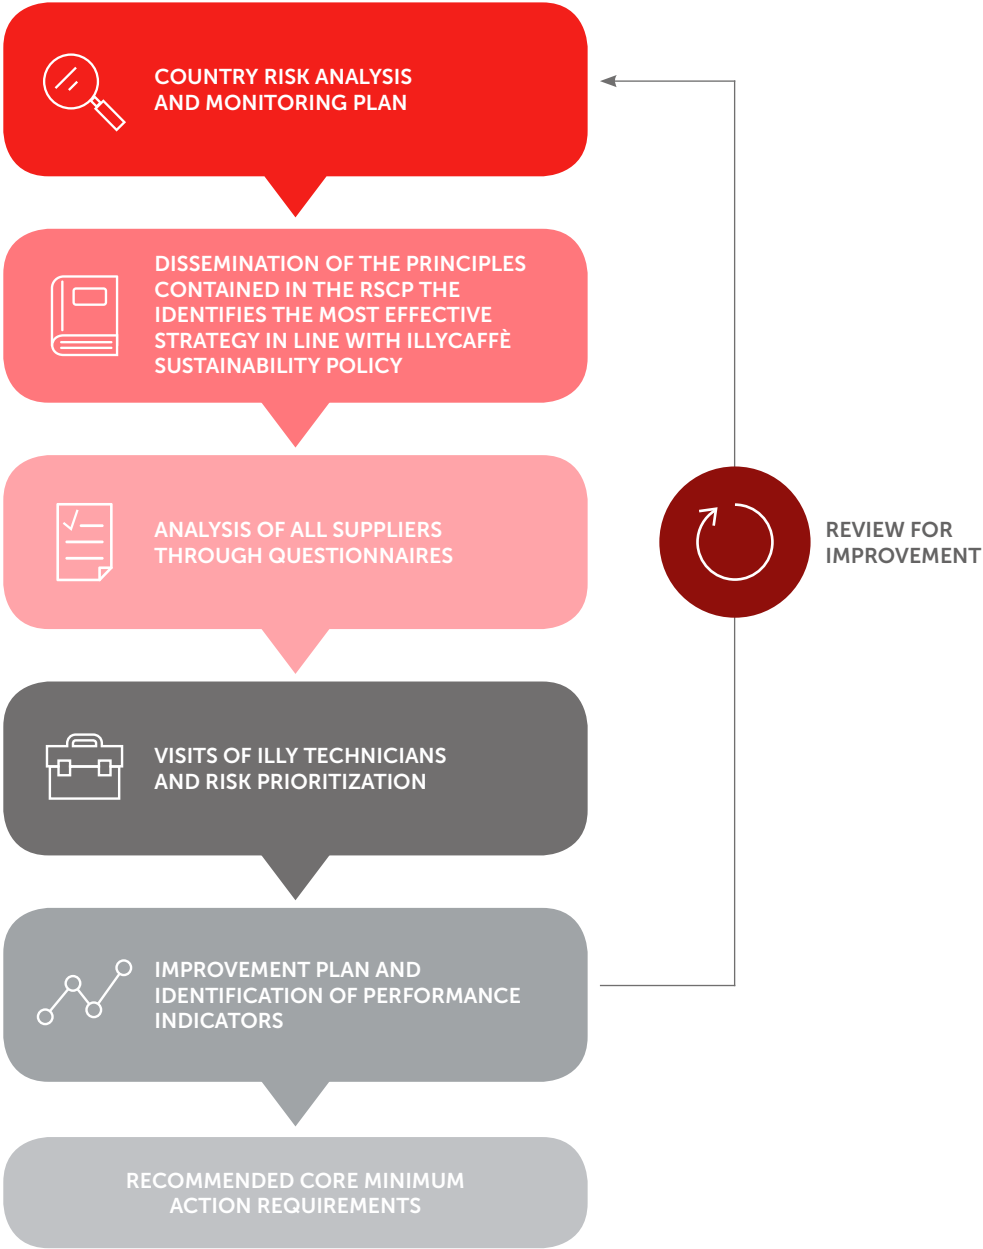 COUNTRY RISK ANALYSIS
AND MONITORING PLAN
DISSEMINATION OF THE PRINCIPLES
CONTAINED IN THE RSCP THE
IDENTIFIES THE MOST EFFECTIVE
STRATEGY IN LINE WITH ILLYCAFFÈ
SUSTAINABILITY POLICY
ANALYSIS OF ALL SUPPLIERS
THROUGH QUESTIONNAIRES
REVIEW FOR
IMPROVEMENT
VISITS OF ILLY TECHNICIANS
AND RISK PRIORITIZATION
IMPROVEMENT PLAN AND
IDENTIFICATION OF PERFORMANCE
INDICATORS
RECOMMENDED CORE MINIMUM
ACTION REQUIREMENTS